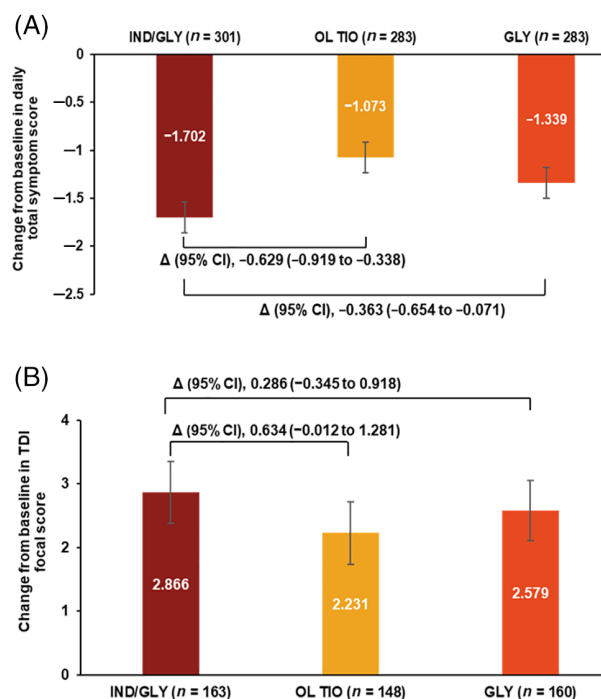 (A)
IND/GLY (n = 301)
OL TIO (n = 283)
GLY (n = 283)
Change from baseline in daily
total symptom score
0
−0.5
−1
−1.5
−2
−2.5
−1.702
−1.073
−1.339
Δ (95% CI), −0.629 (−0.919 to −0.338)
Δ (95% CI), −0.363 (−0.654 to −0.071)
(B)
Δ (95% CI), 0.286 (−0.345 to 0.918)
Δ (95% CI), 0.634 (−0.012 to 1.281)
Change from baseline in TDI
focal score
4
3
2
1
0
2.866
2.231
2.579
IND/GLY (n = 163)
OL TIO (n = 148)
GLY (n = 160)